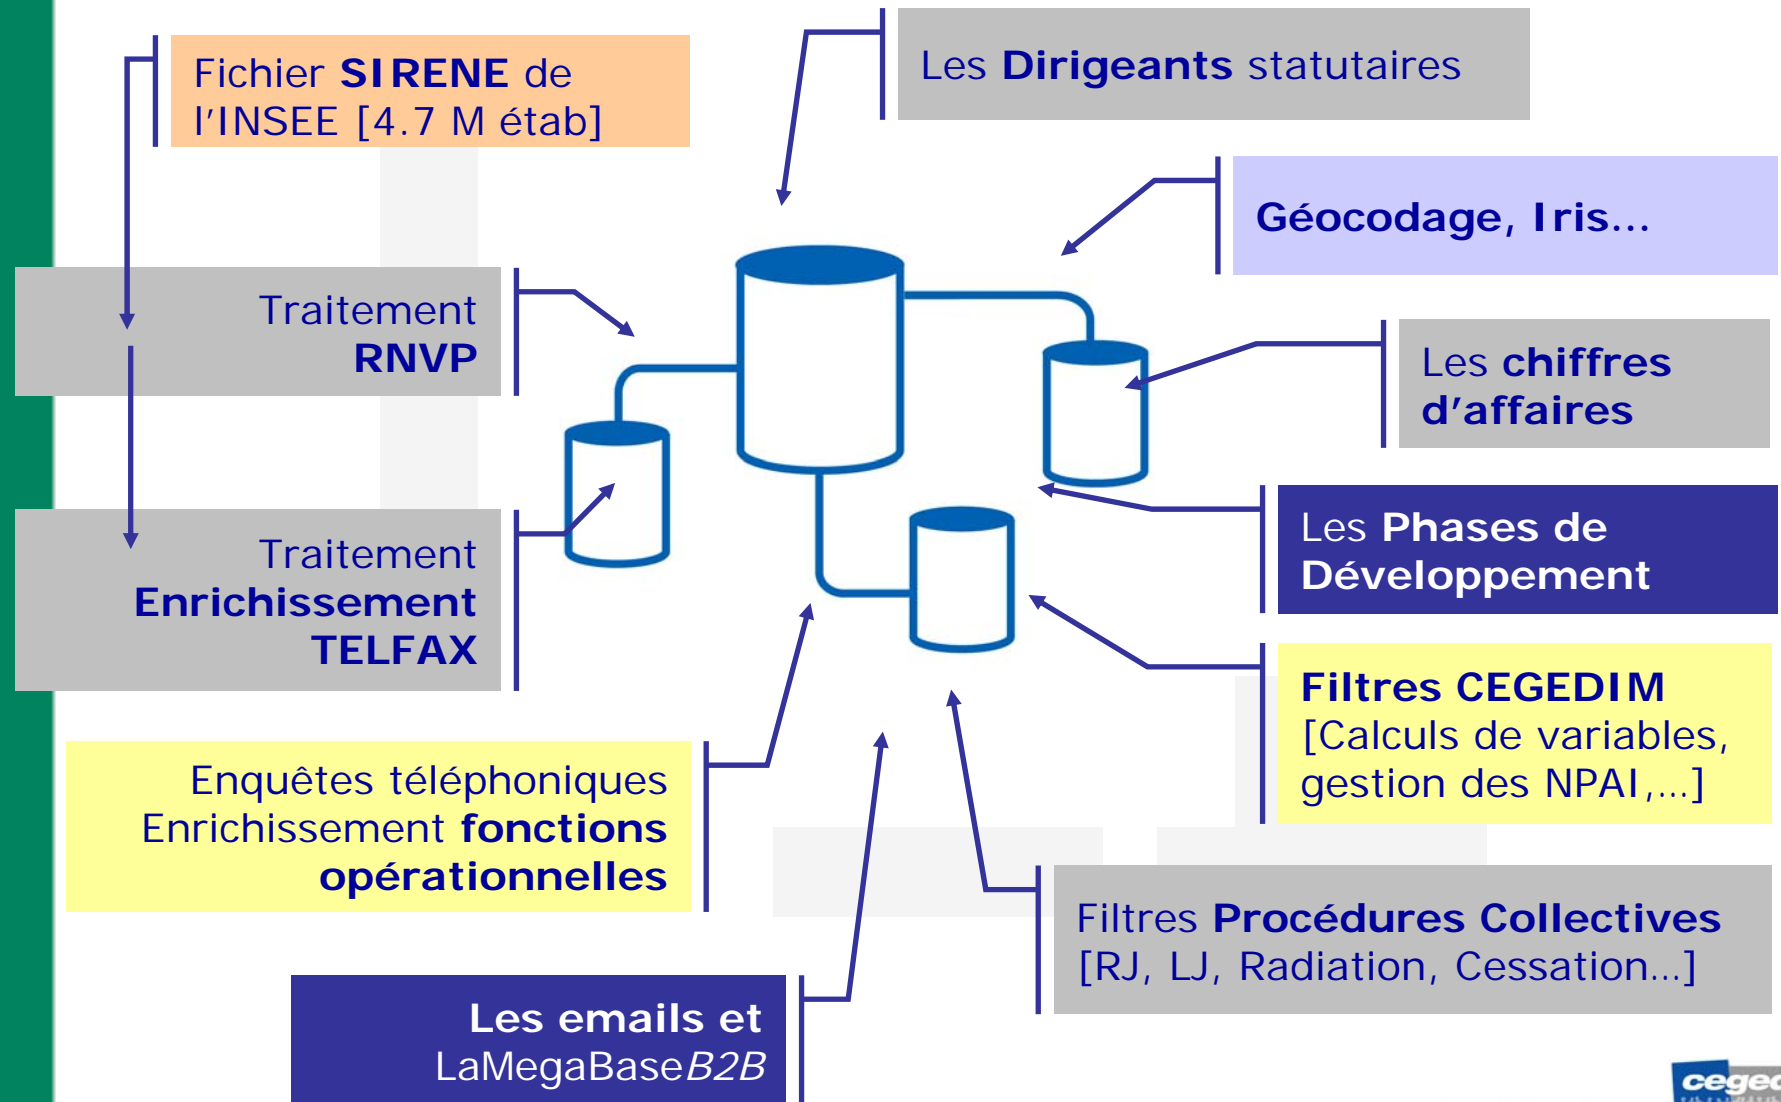 Fichier SIRENE de
l'INSEE [4.7 M étab]
Les Dirigeants statutaires
Géocodage, Iris...
Traitement
RNVP
Les chiffres
d'affaires
Traitement
Enrichissement
TELFAX
Les Phases de
Développement
Filtres CEGEDIM
[Calculs de variables,
gestion des NPAI,...]
Enquêtes téléphoniques
Enrichissement fonctions
opérationnelles
Filtres Procédures Collectives
[RJ, LJ, Radiation, Cessation...]
Les emails et
LaMegaBaseB2B